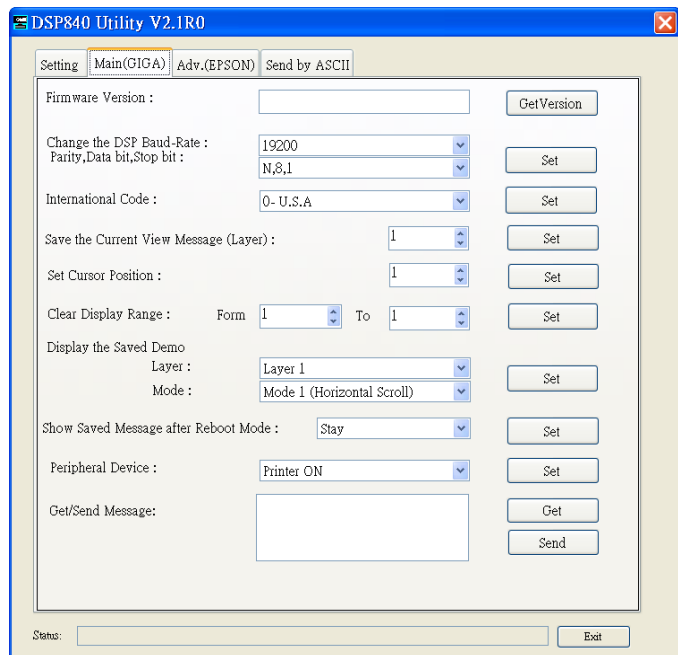 DSP840 Utility V2.1R0
Setting Main(GIGA) Adv.(EPSON) Send by ASCII
Firmware Version : GetVersion
Change the DSP Baud-Rate : 19200
Parity,Data bit,Stop bit : N,8,1 Set
International Code : 0- U.S.A Set
Save the Current View Message (Layer) : 1 Set
Set Cursor Position : 1 Set
Clear Display Range : Form 1 To 1 Set
Display the Saved Demo
Layer : Layer 1
Mode : Mode 1 (Horizontal Scroll) Set
Show Saved Message after Reboot Mode : Stay Set
Peripheral Device : Printer ON Set
Get/Send Message: Get
Send
Status: Exit